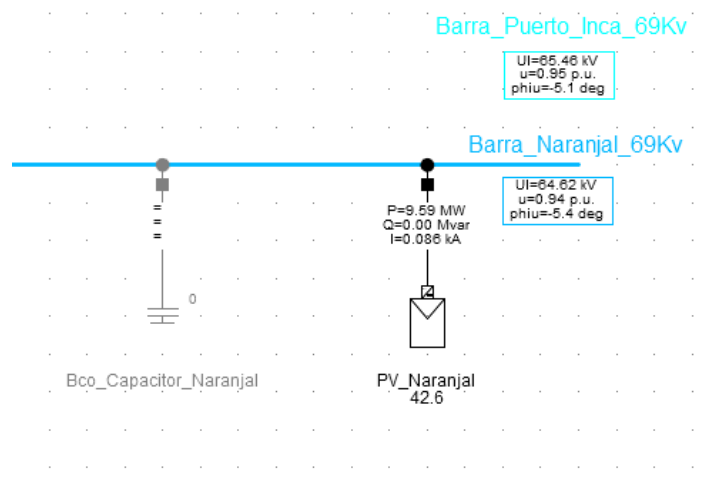 Barra_Puerto_Inca_69Kv
Ul=65.46 kV
u=0.95 p.u.
phiu=-5.1 deg
Barra_Naranjal_69Kv
Ul=64.62 kV
u=0.94 p.u.
phiu=-5.4 deg
=
=
=
P=9.59 MW
Q=0.00 Mvar
I=0.086 kA
0
Bco_Capacitor_Naranjal
PV_Naranjal
42.6